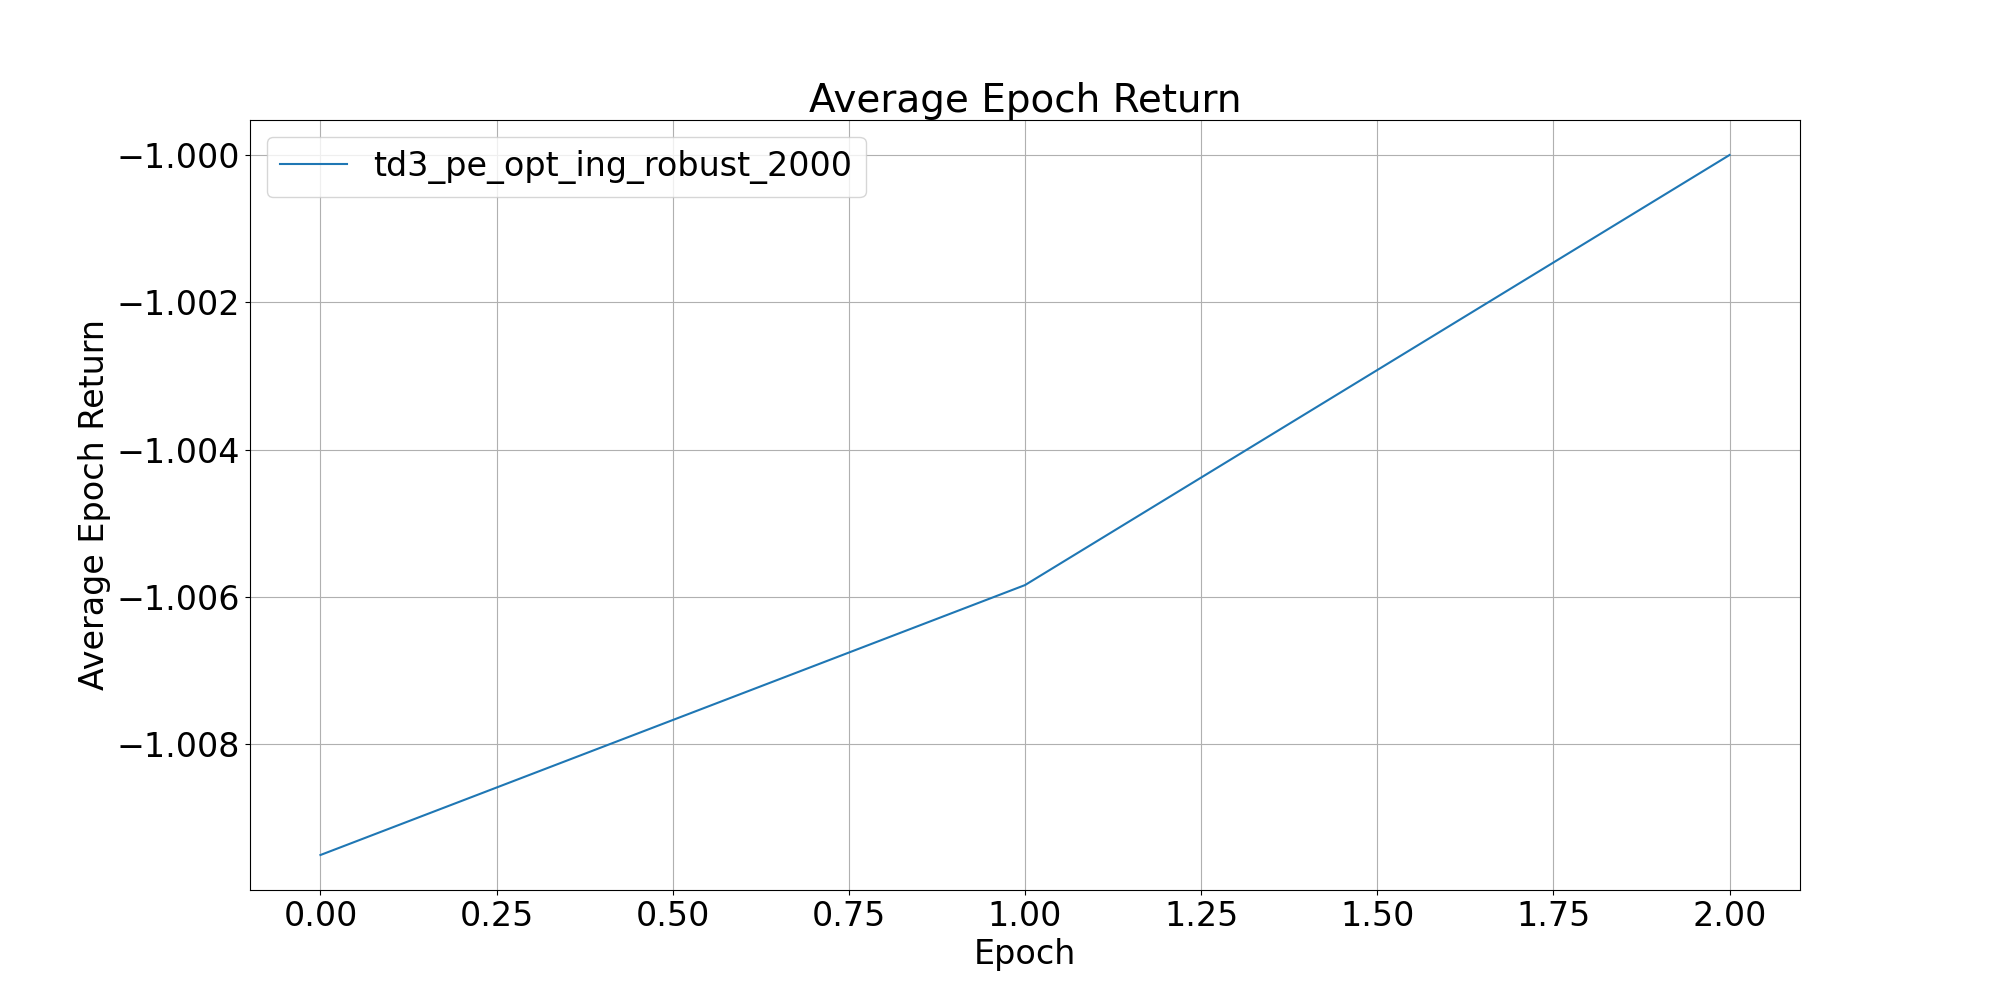 Average Epoch Return
td3_pe_opt_ing_robust_2000
Average Epoch Return
−1.000
−1.002
−1.004
−1.006
−1.008
0.00 0.25 0.50 0.75 1.00 1.25 1.50 1.75 2.00
Epoch